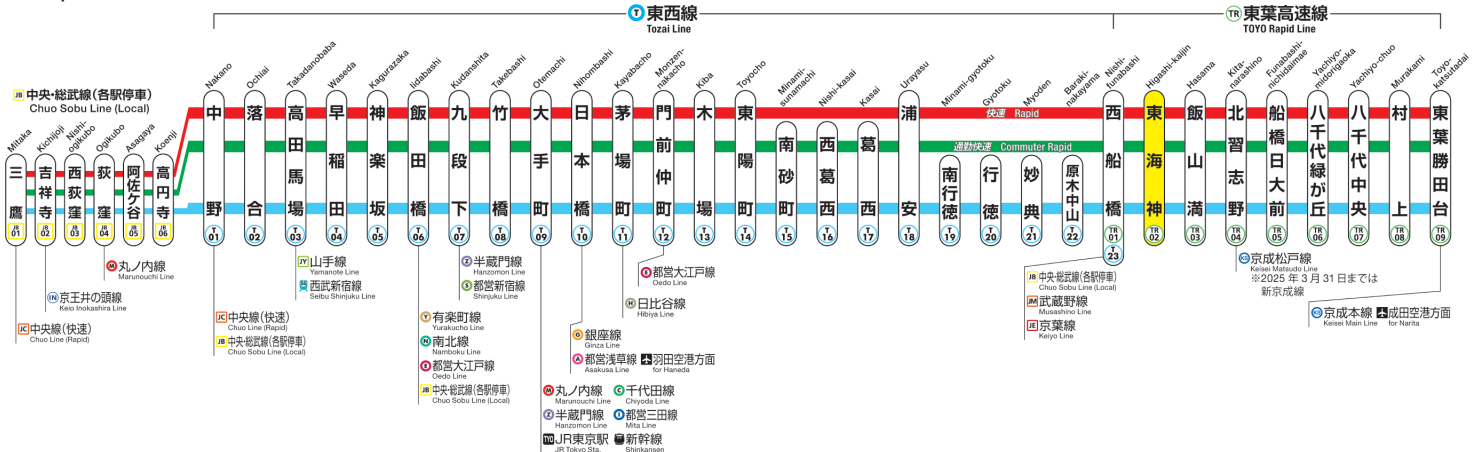 T 東西線
Tozai Line
TR 東葉高速線
TOYO Rapid Line
JB 中央・総武線(各駅停車)
Chuo Sobu Line (Local)
快速 Rapid
通勤快速 Commuter Rapid
Mitaka
三鷹
JB 01
Kichijoji
吉祥寺
JB 02
Nishi-ogikubo
西荻窪
JB 03
Ogikubo
荻窪
JB 04
Asagaya
阿佐ケ谷
JB 05
Koenji
高円寺
JB 06
Nakano
中野
T 01
Ochiai
落合
T 02
Takadanobaba
高田馬場
T 03
Waseda
早稲田
T 04
Kagurazaka
神楽坂
T 05
Iidabashi
飯田橋
T 06
Kudanshita
九段下
T 07
Takebashi
竹橋
T 08
Otemachi
大手町
T 09
Nihombashi
日本橋
T 10
Kayabacho
茅場町
T 11
Monzen-nakacho
門前仲町
T 12
Kiba
木場
T 13
Toyocho
東陽町
T 14
Minami-sunamachi
南砂町
T 15
Nishi-kasai
西葛西
T 16
Kasai
葛西
T 17
Urayasu
浦安
T 18
Minami-gyotoku
南行徳
T 19
Gyotoku
行徳
T 20
Myoden
妙典
T 21
Baraki-nakayama
原木中山
T 22
Nishi-funabashi
西船橋
TR 01
T 23
Higashi-kaijin
東海神
TR 02
Hasama
飯山満
TR 03
Kita-narashino
北習志野
TR 04
Funabashi-nichidaimae
船橋日大前
TR 05
Yachiyo-midorigaoka
八千代緑が丘
TR 06
Yachiyo-chuo
八千代中央
TR 07
Murakami
村上
TR 08
Toyo-katsutadai
東葉勝田台
TR 09
JC 中央線(快速)
Chuo Line (Rapid)
IN 京王井の頭線
Keio Inokashira Line
M 丸ノ内線
Marunouchi Line
JC 中央線(快速)
Chuo Line (Rapid)
JB 中央・総武線(各駅停車)
Chuo Sobu Line (Local)
JY 山手線
Yamanote Line
SS 西武新宿線
Seibu Shinjuku Line
Y 有楽町線
Yurakucho Line
N 南北線
Namboku Line
E 都営大江戸線
Oedo Line
JB 中央・総武線(各駅停車)
Chuo Sobu Line (Local)
Z 半蔵門線
Hanzomon Line
S 都営新宿線
Shinjuku Line
M 丸ノ内線
Marunouchi Line
C 千代田線
Chiyoda Line
Z 半蔵門線
Hanzomon Line
I 都営三田線
Mita Line
TYO JR東京駅
JR Tokyo Sta.
新幹線
Shinkansen
G 銀座線
Ginza Line
A 都営浅草線
Asakusa Line
羽田空港方面
for Haneda
H 日比谷線
Hibiya Line
E 都営大江戸線
Oedo Line
JB 中央・総武線(各駅停車)
Chuo Sobu Line (Local)
JM 武蔵野線
Musashino Line
JE 京葉線
Keiyo Line
KS 京成松戸線
Keisei Matsudo Line
※2025 年 3 月 31 日までは
新京成線
KS 京成本線
Keisei Main Line
成田空港方面
for Narita